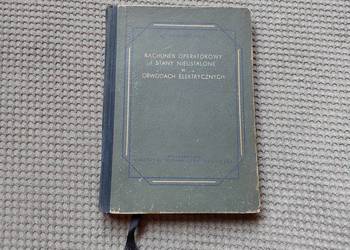 RACHUNEK OPERATOROWY
I STANY NIEUSTALONE
W
OBWODACH ELEKTRYCZNYCH